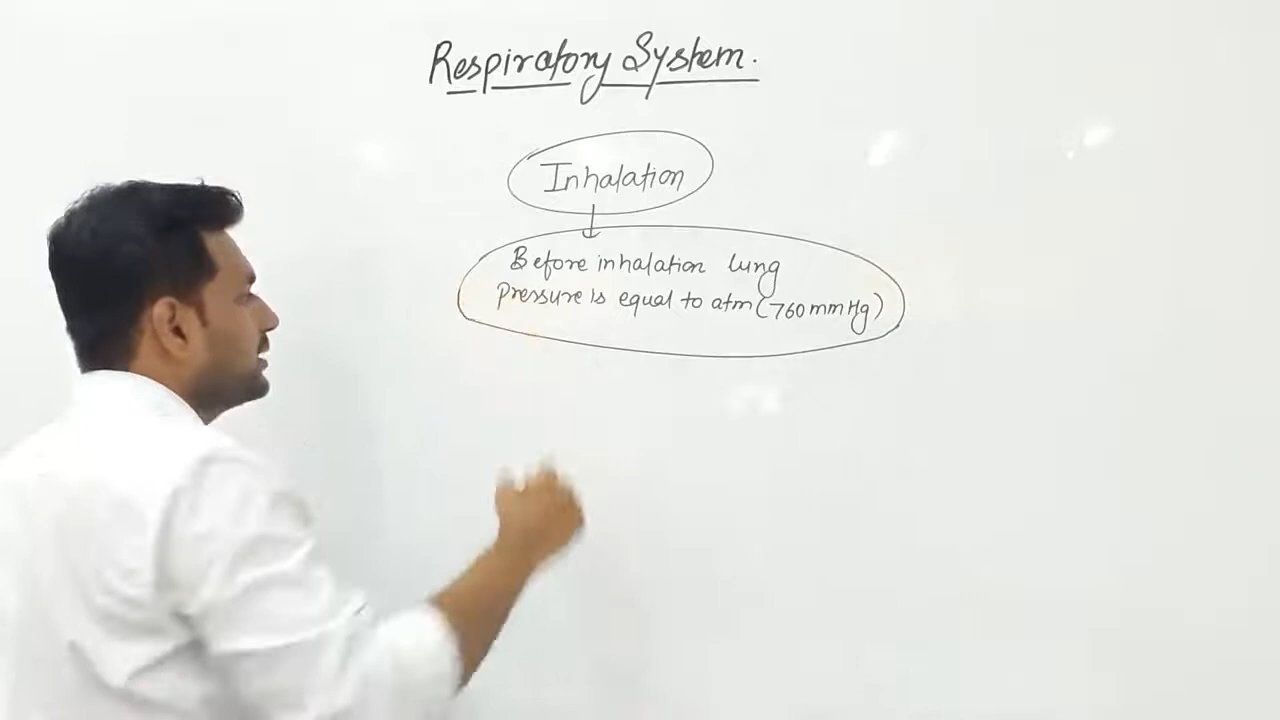 Respiratory System.
Inhalation
Before inhalation lung
pressure is equal to atm (760 mmHg)